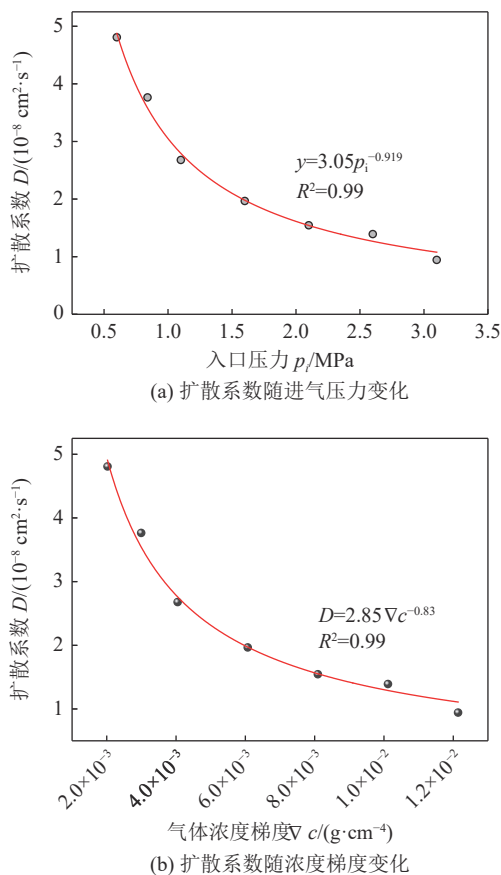 5
4
3
2
1
0
扩散系数 D/(10⁻⁸ cm²·s⁻¹)
y=3.05pᵢ⁻⁰·⁹¹⁹
R²=0.99
0.5 1.0 1.5 2.0 2.5 3.0 3.5
入口压力 pᵢ/MPa
(a) 扩散系数随进气压力变化
5
4
3
2
1
扩散系数 D/(10⁻⁸ cm²·s⁻¹)
D=2.85∇c⁻⁰·⁸³
R²=0.99
2.0×10⁻³ 4.0×10⁻³ 6.0×10⁻³ 8.0×10⁻³ 1.0×10⁻² 1.2×10⁻²
气体浓度梯度∇ c/(g·cm⁻⁴)
(b) 扩散系数随浓度梯度变化